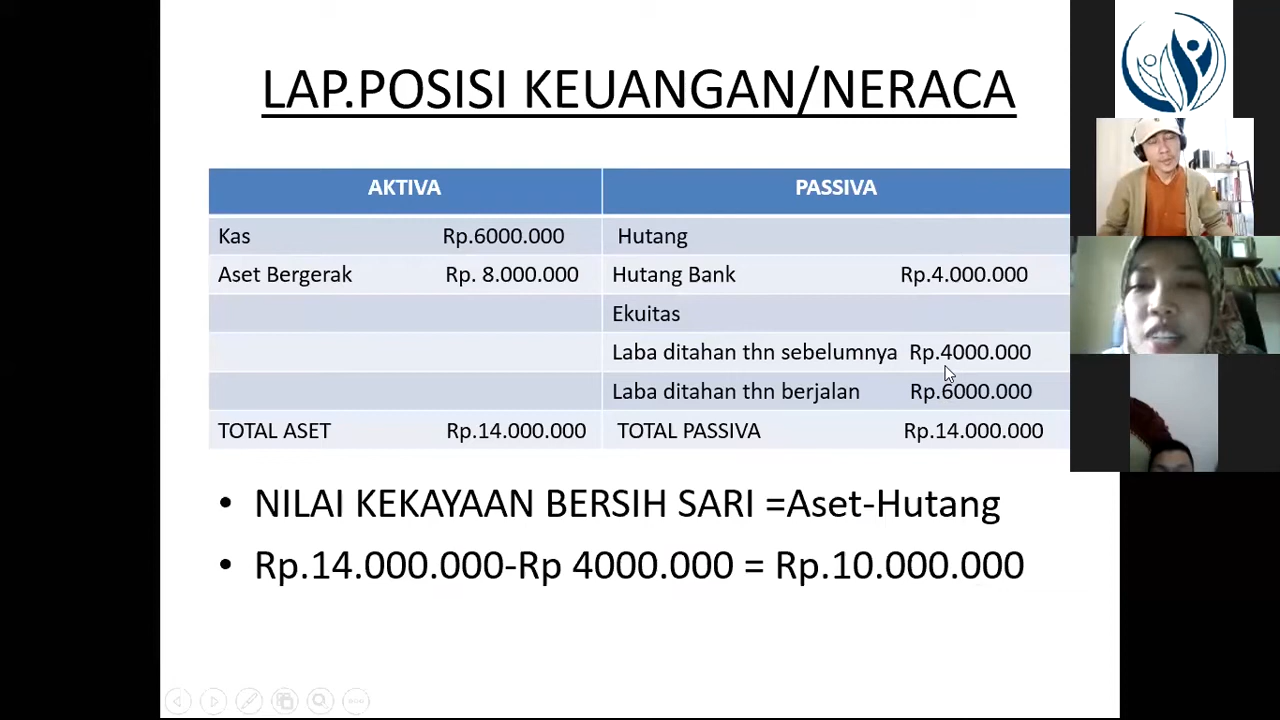 LAP.POSISI KEUANGAN/NERACA
AKTIVA PASSIVA
Kas Rp.6000.000 Hutang
Aset Bergerak Rp. 8.000.000 Hutang Bank Rp.4.000.000
Ekuitas
Laba ditahan thn sebelumnya Rp.4000.000
Laba ditahan thn berjalan Rp.6000.000
TOTAL ASET Rp.14.000.000 TOTAL PASSIVA Rp.14.000.000
• NILAI KEKAYAAN BERSIH SARI =Aset-Hutang
• Rp.14.000.000-Rp 4000.000 = Rp.10.000.000